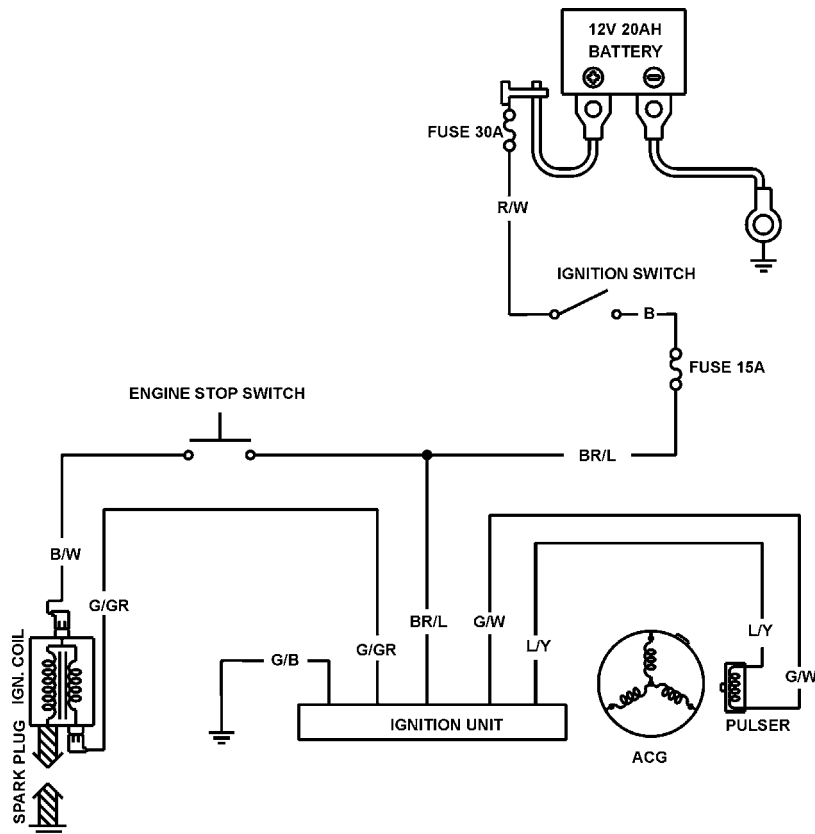 12V 20AH
BATTERY
FUSE 30A
R/W
IGNITION SWITCH
B
FUSE 15A
ENGINE STOP SWITCH
BR/L
B/W
G/GR
BR/L
G/W
L/Y
L/Y
G/B
G/GR
G/W
IGN. COIL
SPARK PLUG
IGNITION UNIT
PULSER
ACG